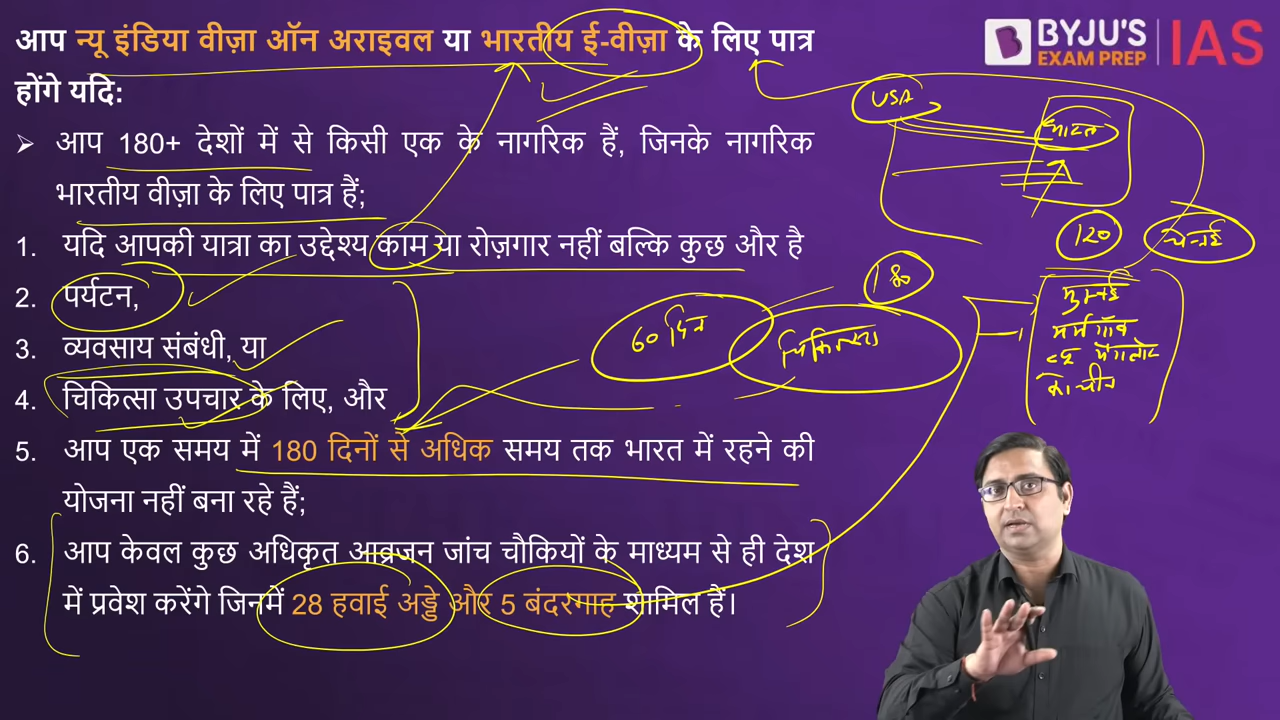 आप न्यू इंडिया वीज़ा ऑन अराइवल या भारतीय ई-वीज़ा के लिए पात्र
होंगे यदि:
➢ आप 180+ देशों में से किसी एक के नागरिक हैं, जिनके नागरिक
भारतीय वीज़ा के लिए पात्र हैं;
1. यदि आपकी यात्रा का उद्देश्य काम या रोज़गार नहीं बल्कि कुछ और है
2. पर्यटन,
3. व्यवसाय संबंधी, या
4. चिकित्सा उपचार के लिए, और
5. आप एक समय में 180 दिनों से अधिक समय तक भारत में रहने की
योजना नहीं बना रहे हैं;
6. आप केवल कुछ अधिकृत आव्रजन जांच चौकियों के माध्यम से ही देश
में प्रवेश करेंगे जिनमें 28 हवाई अड्डे और 5 बंदरगाह शामिल हैं।
BYJU'S
EXAM PREP
IAS
USA
भारत
120
चेन्नई
180
60 दिन
चिकित्सा
मुम्बई
कोचीन